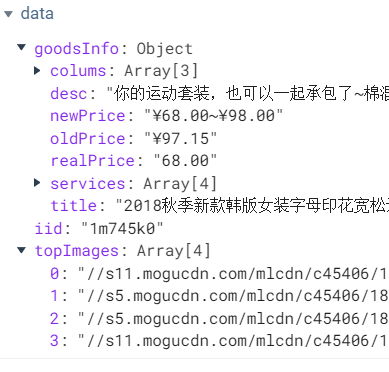 data
goodsInfo: Object
colums: Array[3]
desc: "你的运动套装，也可以一起承包了~棉
newPrice: "¥68.00~¥98.00"
oldPrice: "¥97.15"
realPrice: "68.00"
services: Array[4]
title: "2018秋季新款韩版女装字母印花宽松
iid: "1m745k0"
topImages: Array[4]
0: "//s11.mogucdn.com/mlcdn/c45406/1
1: "//s5.mogucdn.com/mlcdn/c45406/18
2: "//s5.mogucdn.com/mlcdn/c45406/18
3: "//s11.mogucdn.com/mlcdn/c45406/1